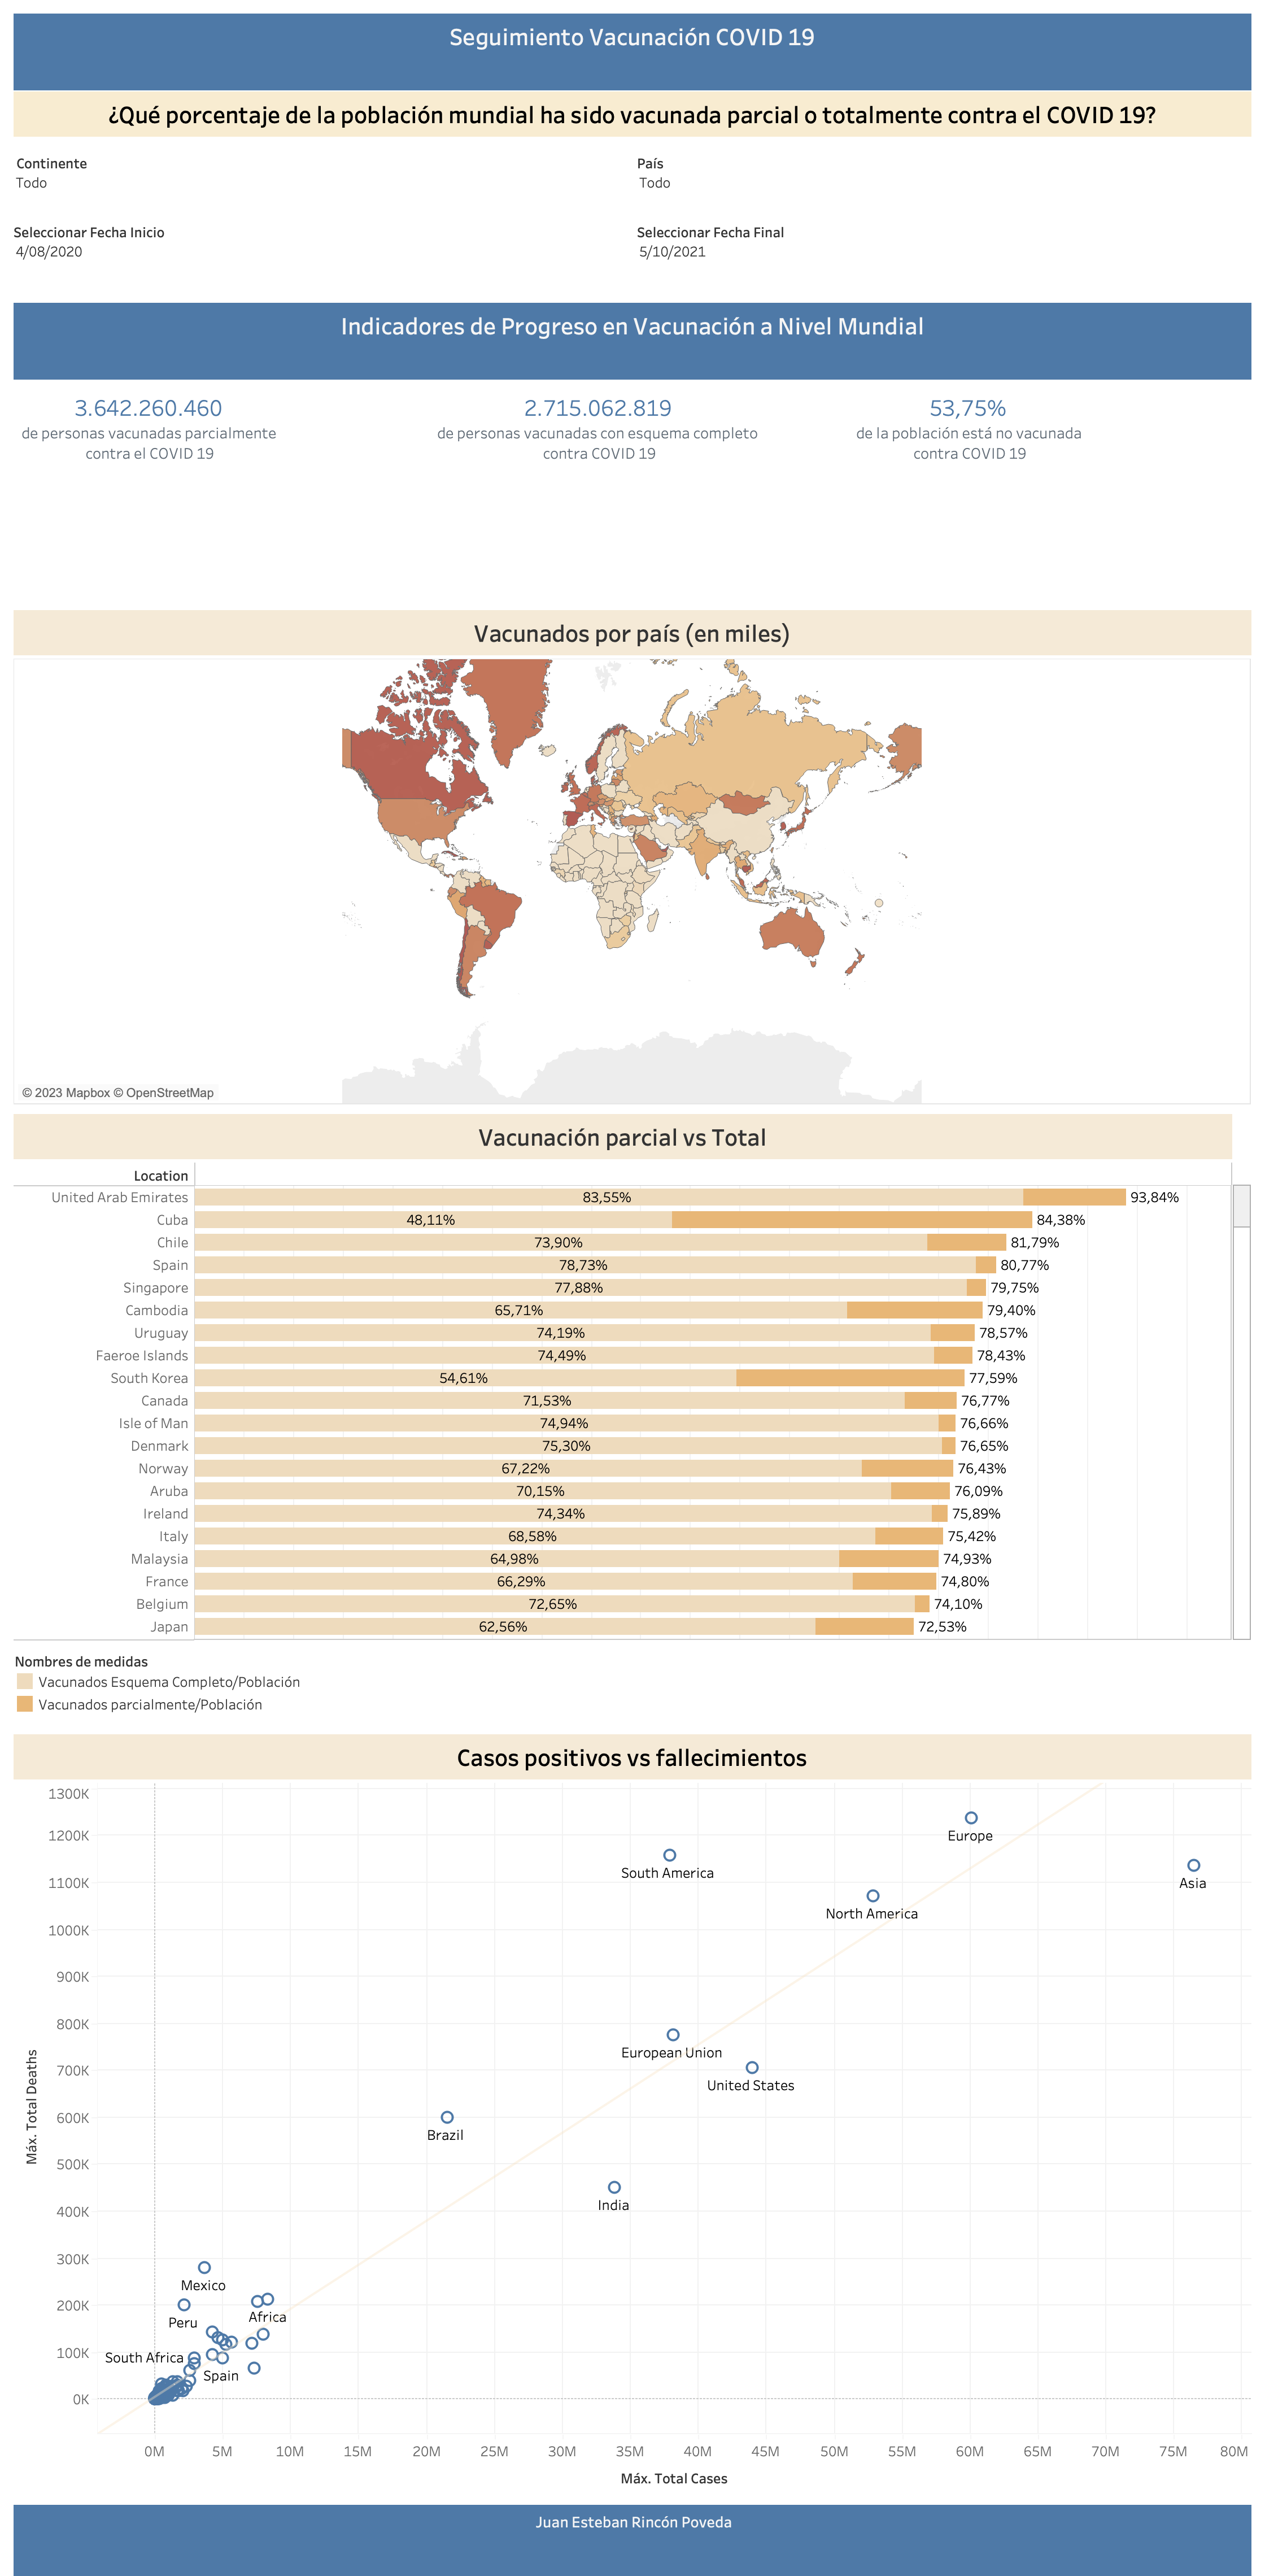 Seguimiento Vacunación COVID 19
¿Qué porcentaje de la población mundial ha sido vacunada parcial o totalmente contra el COVID 19?
Continente
Todo
País
Todo
Seleccionar Fecha Inicio
4/08/2020
Seleccionar Fecha Final
5/10/2021
Indicadores de Progreso en Vacunación a Nivel Mundial
3.642.260.460
de personas vacunadas parcialmente
contra el COVID 19
2.715.062.819
de personas vacunadas con esquema completo
contra COVID 19
53,75%
de la población está no vacunada
contra COVID 19
Vacunados por país (en miles)
© 2023 Mapbox © OpenStreetMap
Vacunación parcial vs Total
Location
United Arab Emirates 83,55% 93,84%
Cuba 48,11% 84,38%
Chile 73,90% 81,79%
Spain 78,73% 80,77%
Singapore 77,88% 79,75%
Cambodia 65,71% 79,40%
Uruguay 74,19% 78,57%
Faeroe Islands 74,49% 78,43%
South Korea 54,61% 77,59%
Canada 71,53% 76,77%
Isle of Man 74,94% 76,66%
Denmark 75,30% 76,65%
Norway 67,22% 76,43%
Aruba 70,15% 76,09%
Ireland 74,34% 75,89%
Italy 68,58% 75,42%
Malaysia 64,98% 74,93%
France 66,29% 74,80%
Belgium 72,65% 74,10%
Japan 62,56% 72,53%
Nombres de medidas
Vacunados Esquema Completo/Población
Vacunados parcialmente/Población
Casos positivos vs fallecimientos
Máx. Total Deaths
1300K
1200K
1100K
1000K
900K
800K
700K
600K
500K
400K
300K
200K
100K
0K
Europe
South America
Asia
North America
European Union
United States
Brazil
India
Mexico
Africa
Peru
South Africa
Spain
0M 5M 10M 15M 20M 25M 30M 35M 40M 45M 50M 55M 60M 65M 70M 75M 80M
Máx. Total Cases
Juan Esteban Rincón Poveda